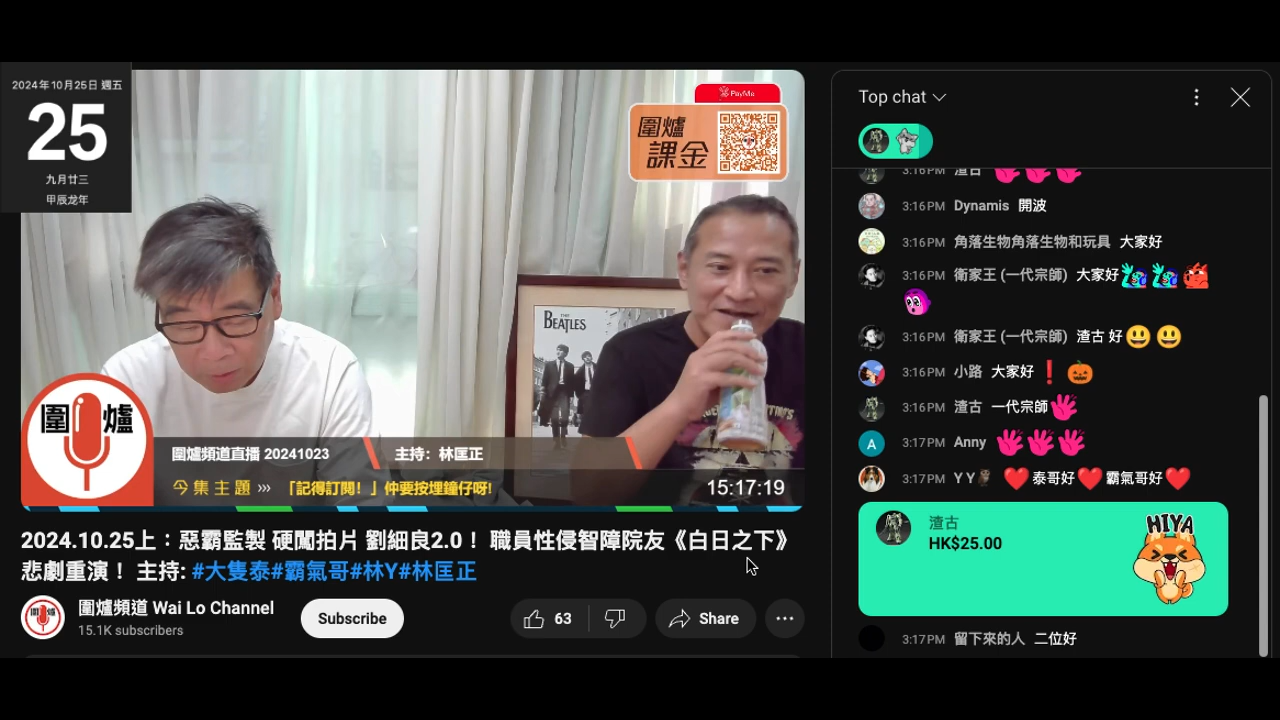 2024年10月25日 週五
25
九月廿三
甲辰龙年
PayMe
圍爐
課金
THE
BEATLES
圍爐
圍爐頻道直播 20241023
主持：林匡正
今集主題 ›››
「記得訂閱！」仲要按埋鐘仔呀!
15:17:19
2024.10.25上：惡霸監製 硬闖拍片 劉細良2.0！ 職員性侵智障院友《白日之下》
悲劇重演！ 主持: #大隻泰#霸氣哥#林Y#林匡正
圍爐頻道 Wai Lo Channel
15.1K subscribers
Subscribe
63
Share
Top chat
3:16PM 渣古
3:16PM Dynamis 開波
3:16PM 角落生物角落生物和玩具 大家好
3:16PM 衛家王 (一代宗師) 大家好
3:16PM 衛家王 (一代宗師) 渣古 好
3:16PM 小路 大家好❗🎃
3:16PM 渣古 一代宗師
A
3:17PM Anny
3:17PM Y Y ❤️泰哥好❤️霸氣哥好❤️
渣古
HK$25.00
HIYA
3:17PM 留下來的人 二位好